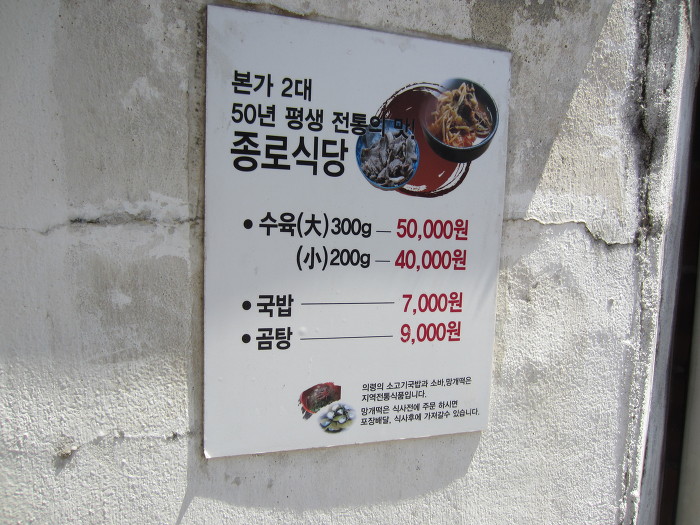 본가 2대
50년 평생 전통의 맛!
종로식당
• 수육(大) 300g — 50,000원
(小) 200g — 40,000원
• 국밥 — 7,000원
• 곰탕 — 9,000원
의령의 소고기국밥과 소바,망개떡은
지역전통식품입니다.
망개떡은 식사전에 주문 하시면
포장배달, 식사후에 가져갈수 있습니다.